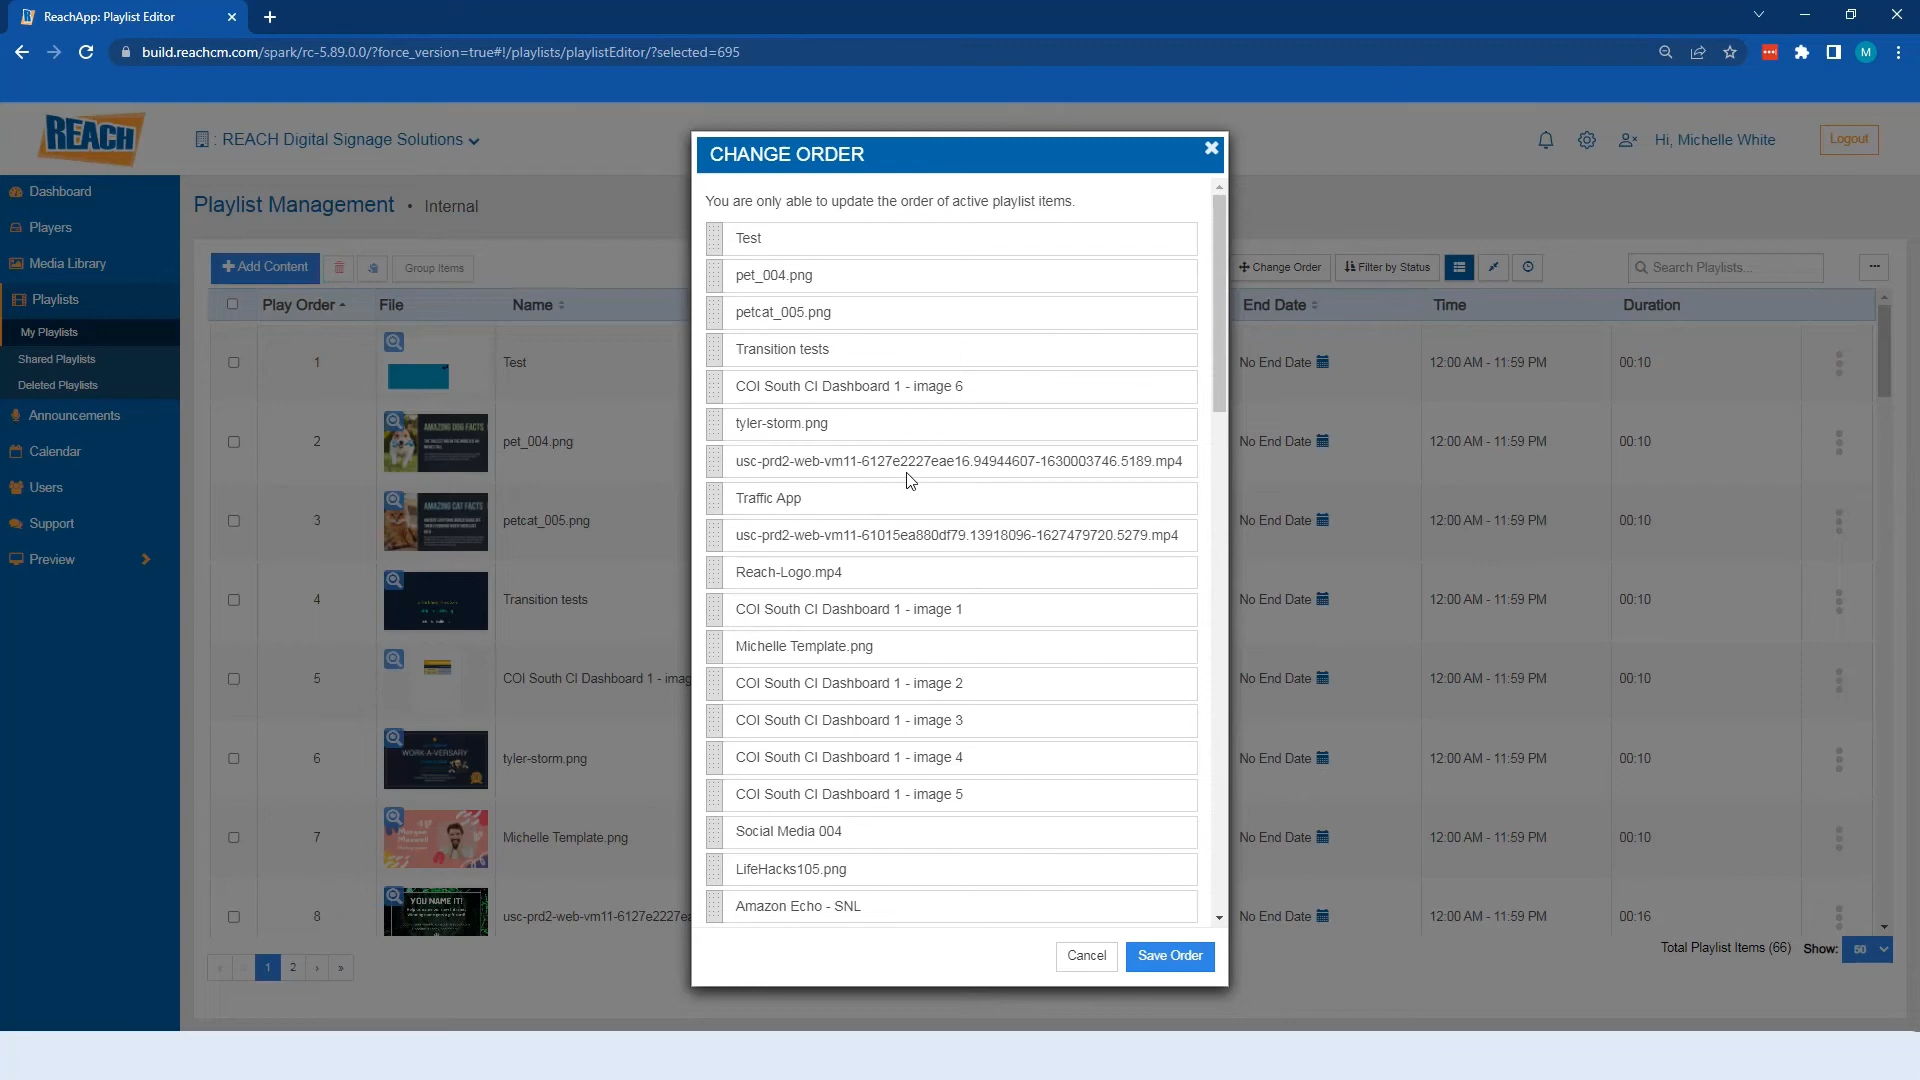 ReachApp: Playlist Editor
build.reachcm.com/spark/rc-5.89.0.0/?force_version=true#!/playlists/playlistEditor/?selected=695
M
REACH
: REACH Digital Signage Solutions
Hi, Michelle White
Logout
Dashboard
Players
Media Library
Playlists
My Playlists
Shared Playlists
Deleted Playlists
Announcements
Calendar
Users
Support
Preview
Playlist Management • Internal
Add Content
Group Items
Change Order
Filter by Status
Search Playlists...
Play Order File Name End Date Time Duration
1 Test No End Date 12:00 AM - 11:59 PM 00:10
AMAZING DOG FACTS
2 pet_004.png No End Date 12:00 AM - 11:59 PM 00:10
AMAZING CAT FACTS
3 petcat_005.png No End Date 12:00 AM - 11:59 PM 00:10
4 Transition tests No End Date 12:00 AM - 11:59 PM 00:10
5 COI South CI Dashboard 1 - imag No End Date 12:00 AM - 11:59 PM 00:10
WORK-A-VERSARY
6 tyler-storm.png No End Date 12:00 AM - 11:59 PM 00:10
7 Michelle Template.png No End Date 12:00 AM - 11:59 PM 00:10
YOU NAME IT!
8 usc-prd2-web-vm11-6127e2227ea No End Date 12:00 AM - 11:59 PM 00:16
« 1 2 › »
Total Playlist Items (66) Show: 50
CHANGE ORDER
You are only able to update the order of active playlist items.
Test
pet_004.png
petcat_005.png
Transition tests
COI South CI Dashboard 1 - image 6
tyler-storm.png
usc-prd2-web-vm11-6127e2227eae16.94944607-1630003746.5189.mp4
Traffic App
usc-prd2-web-vm11-61015ea880df79.13918096-1627479720.5279.mp4
Reach-Logo.mp4
COI South CI Dashboard 1 - image 1
Michelle Template.png
COI South CI Dashboard 1 - image 2
COI South CI Dashboard 1 - image 3
COI South CI Dashboard 1 - image 4
COI South CI Dashboard 1 - image 5
Social Media 004
LifeHacks105.png
Amazon Echo - SNL
Cancel
Save Order